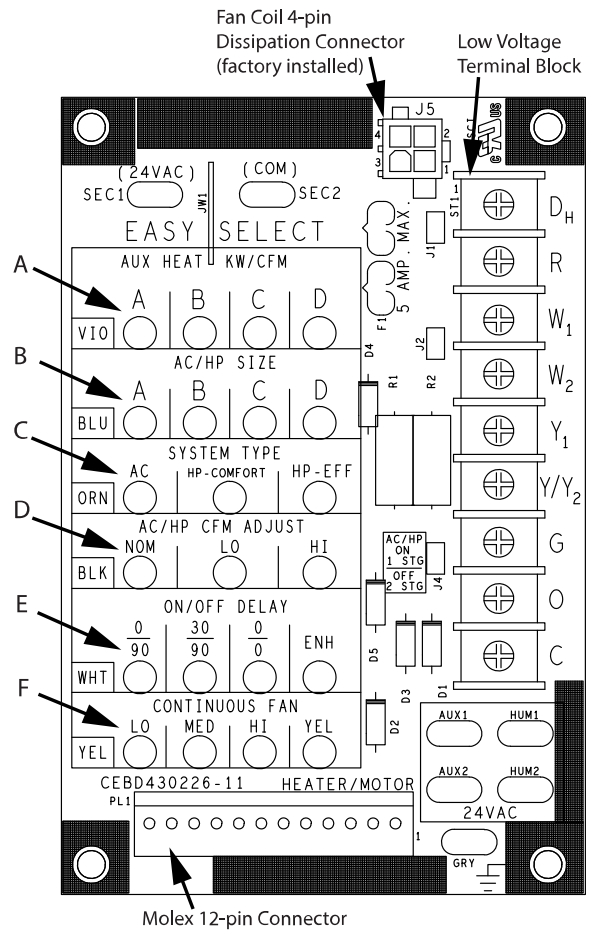 Fan Coil 4-pin
Dissipation Connector
(factory installed)
Low Voltage
Terminal Block
J5
4 2
3 1
C US
(24VAC) (COM)
SEC1 JW1 SEC2
ST1 1
EASY SELECT
5 AMP. MAX.
F1
J1
DH
R
W1
W2
Y1
Y/Y2
G
O
C
A
AUX HEAT KW/CFM
A B C D
VIO
B
AC/HP SIZE
A B C D
BLU
C
SYSTEM TYPE
AC HP-COMFORT HP-EFF
ORN
D
AC/HP CFM ADJUST
NOM LO HI
BLK
E
ON/OFF DELAY
0/90 30/90 0/0 ENH
WHT
F
CONTINUOUS FAN
LO MED HI YEL
YEL
J2
D4
R1 R2
AC/HP
ON
1 STG
OFF
2 STG
J4
D5
D3
D1
D2
AUX1 HUM1
AUX2 HUM2
24VAC
GRY
CEBD430226-11 HEATER/MOTOR
PL1
1
Molex 12-pin Connector